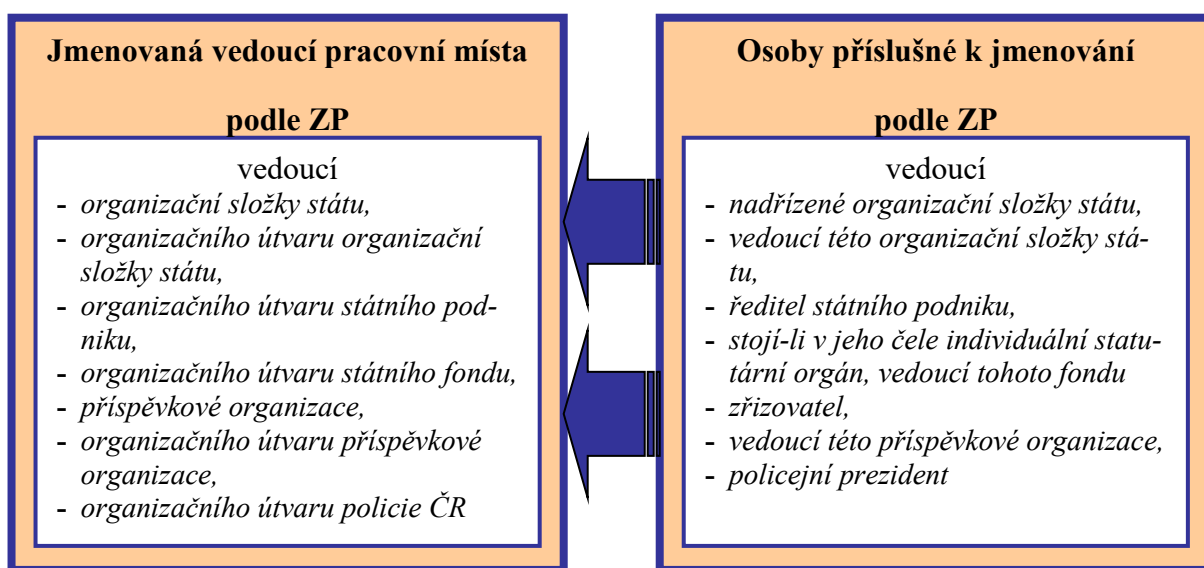 Jmenovaná vedoucí pracovní místa
podle ZP
vedoucí
- organizační složky státu,
- organizačního útvaru organizační
složky státu,
- organizačního útvaru státního pod-
niku,
- organizačního útvaru státního fondu,
- příspěvkové organizace,
- organizačního útvaru příspěvkové
organizace,
- organizačního útvaru policie ČR
Osoby příslušné k jmenování
podle ZP
vedoucí
- nadřízené organizační složky státu,
- vedoucí této organizační složky stá-
tu,
- ředitel státního podniku,
- stojí-li v jeho čele individuální statu-
tární orgán, vedoucí tohoto fondu
- zřizovatel,
- vedoucí této příspěvkové organizace,
- policejní prezident